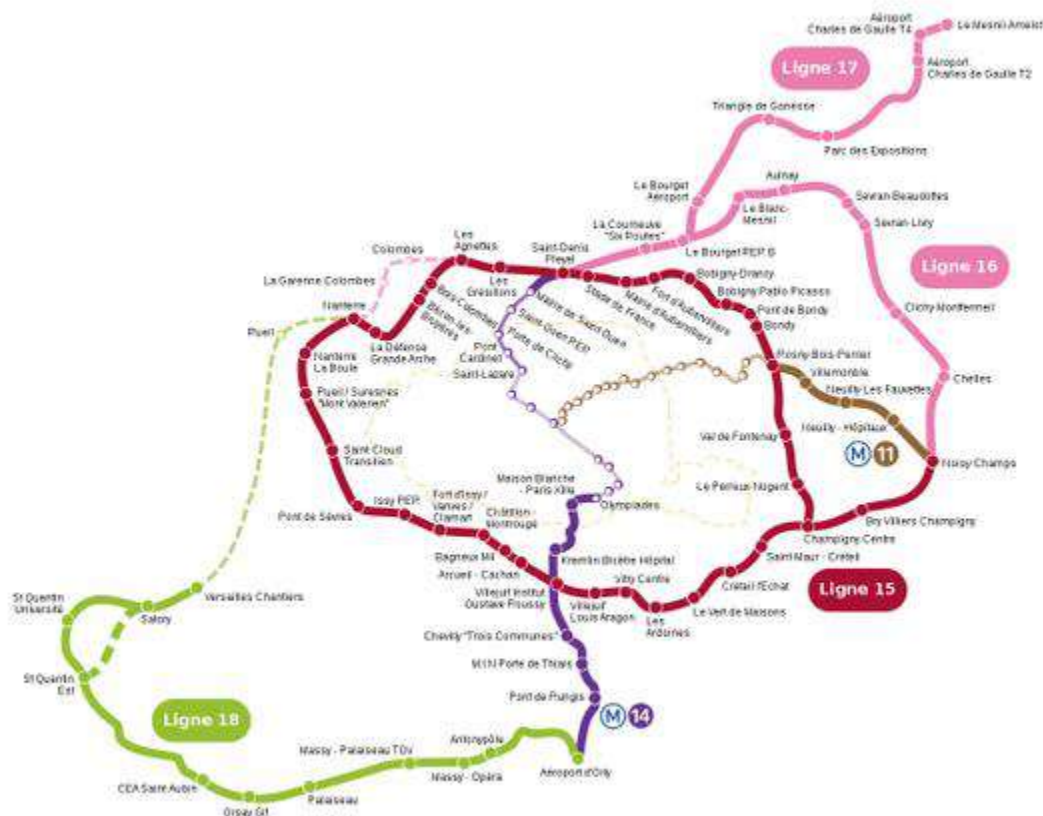 Aéroport
Charles de Gaulle T4
Le Mesnil Amelot
Ligne 17
Aéroport
Charles de Gaulle T2
Triangle de Gonesse
Parc des Expositions
Le Bourget
Aéroport
Aulnay
Le Blanc-
Mesnil
Sevran-Beaudottes
Sevran-Livry
La Courneuve
"Six Routes"
Le Bourget RER B
Ligne 16
Les
Agnettes
Colombes
Saint-Denis
Pleyel
La Garenne Colombes
Les
Grésillons
Stade de France
Mairie d'Aubervilliers
Fort d'Aubervilliers
Bobigny-Drancy
Bobigny Pablo Picasso
Pont de Bondy
Bondy
Clichy Montfermeil
Nanterre
Rueil
Bois-Colombes
Bécon-les-
Bruyères
Mairie de Saint Ouen
Saint-Ouen RER
Porte de Clichy
Pont
Cardinet
Saint-Lazare
La Défense
Grande Arche
Nanterre
La Boule
Rosny-Bois-Perrier
Villemomble
Neuilly Les Fauvettes
Chelles
Rueil / Suresnes
"Mont Valérien"
Neuilly - Hôpitaux
M 11
Val de Fontenay
Saint Cloud
Transilien
Noisy Champs
Maison Blanche
- Paris XIIIe
Olympiades
Le Perreux Nogent
Pont de Sèvres
Issy RER
Fort d'Issy /
Vanves /
Clamart
Châtillon -
Montrouge
Bry Villiers Champigny
Champigny Centre
Bagneux M4
Arcueil - Cachan
Kremlin Bicêtre Hôpital
Saint Maur - Créteil
Créteil l'Echat
Ligne 15
Villejuif Institut
Gustave Roussy
Vitry Centre
Villejuif
Louis Aragon
Les
Ardoines
Le Vert de Maisons
St Quentin
Université
Satory
Versailles Chantiers
Chevilly "Trois Communes"
M.I.N Porte de Thiais
St Quentin
Est
Pont de Rungis
M 14
Ligne 18
Massy - Palaiseau TGV
Antonypôle
Massy - Opéra
Aéroport d'Orly
CEA Saint Aubin
Orsay Gif
Palaiseau